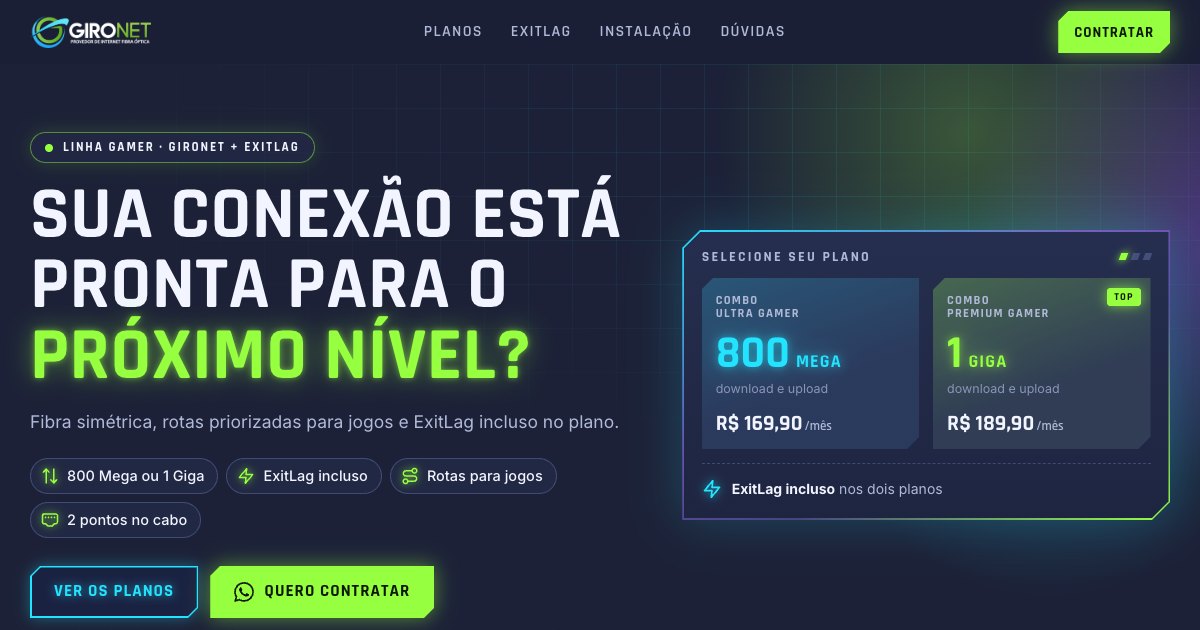 GIRONET
PROVEDOR DE INTERNET FIBRA ÓPTICA
PLANOS EXITLAG INSTALAÇÃO DÚVIDAS
CONTRATAR
LINHA GAMER · GIRONET + EXITLAG
SUA CONEXÃO ESTÁ
PRONTA PARA O
PRÓXIMO NÍVEL?
Fibra simétrica, rotas priorizadas para jogos e ExitLag incluso no plano.
800 Mega ou 1 Giga
ExitLag incluso
Rotas para jogos
2 pontos no cabo
VER OS PLANOS
QUERO CONTRATAR
SELECIONE SEU PLANO
COMBO
ULTRA GAMER
800 MEGA
download e upload
R$ 169,90/mês
TOP
COMBO
PREMIUM GAMER
1 GIGA
download e upload
R$ 189,90/mês
ExitLag incluso nos dois planos